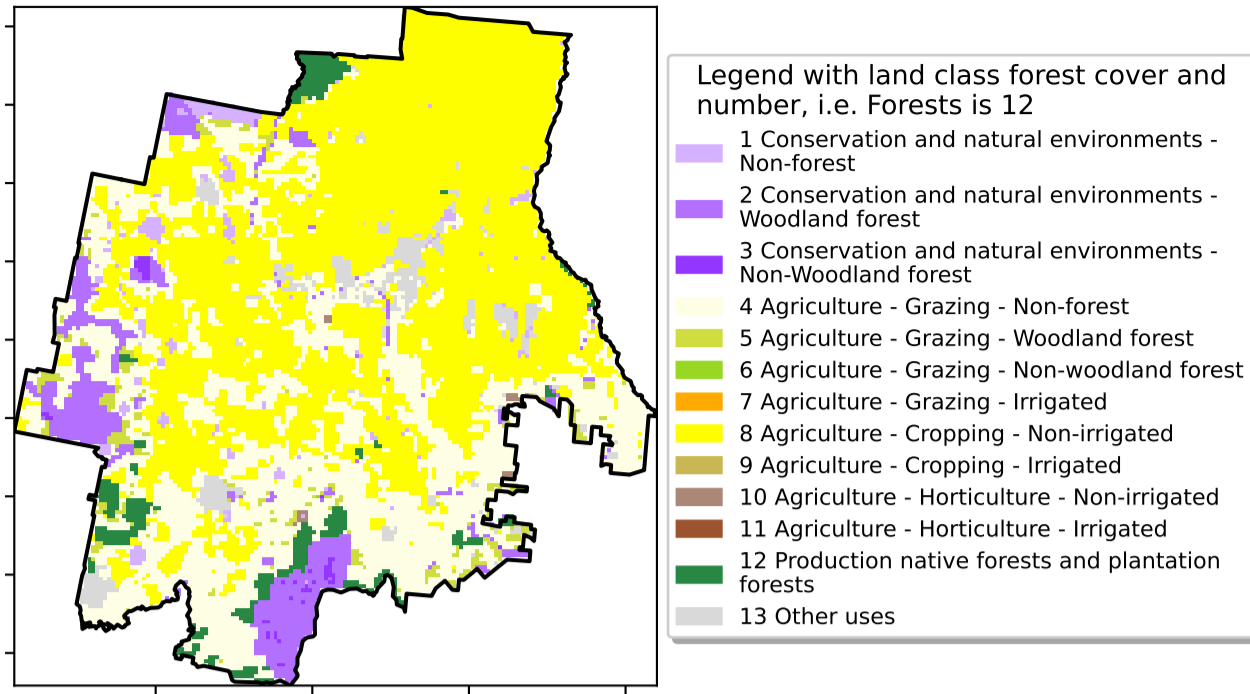 Legend with land class forest cover and
number, i.e. Forests is 12
1 Conservation and natural environments -
Non-forest
2 Conservation and natural environments -
Woodland forest
3 Conservation and natural environments -
Non-Woodland forest
4 Agriculture - Grazing - Non-forest
5 Agriculture - Grazing - Woodland forest
6 Agriculture - Grazing - Non-woodland forest
7 Agriculture - Grazing - Irrigated
8 Agriculture - Cropping - Non-irrigated
9 Agriculture - Cropping - Irrigated
10 Agriculture - Horticulture - Non-irrigated
11 Agriculture - Horticulture - Irrigated
12 Production native forests and plantation
forests
13 Other uses